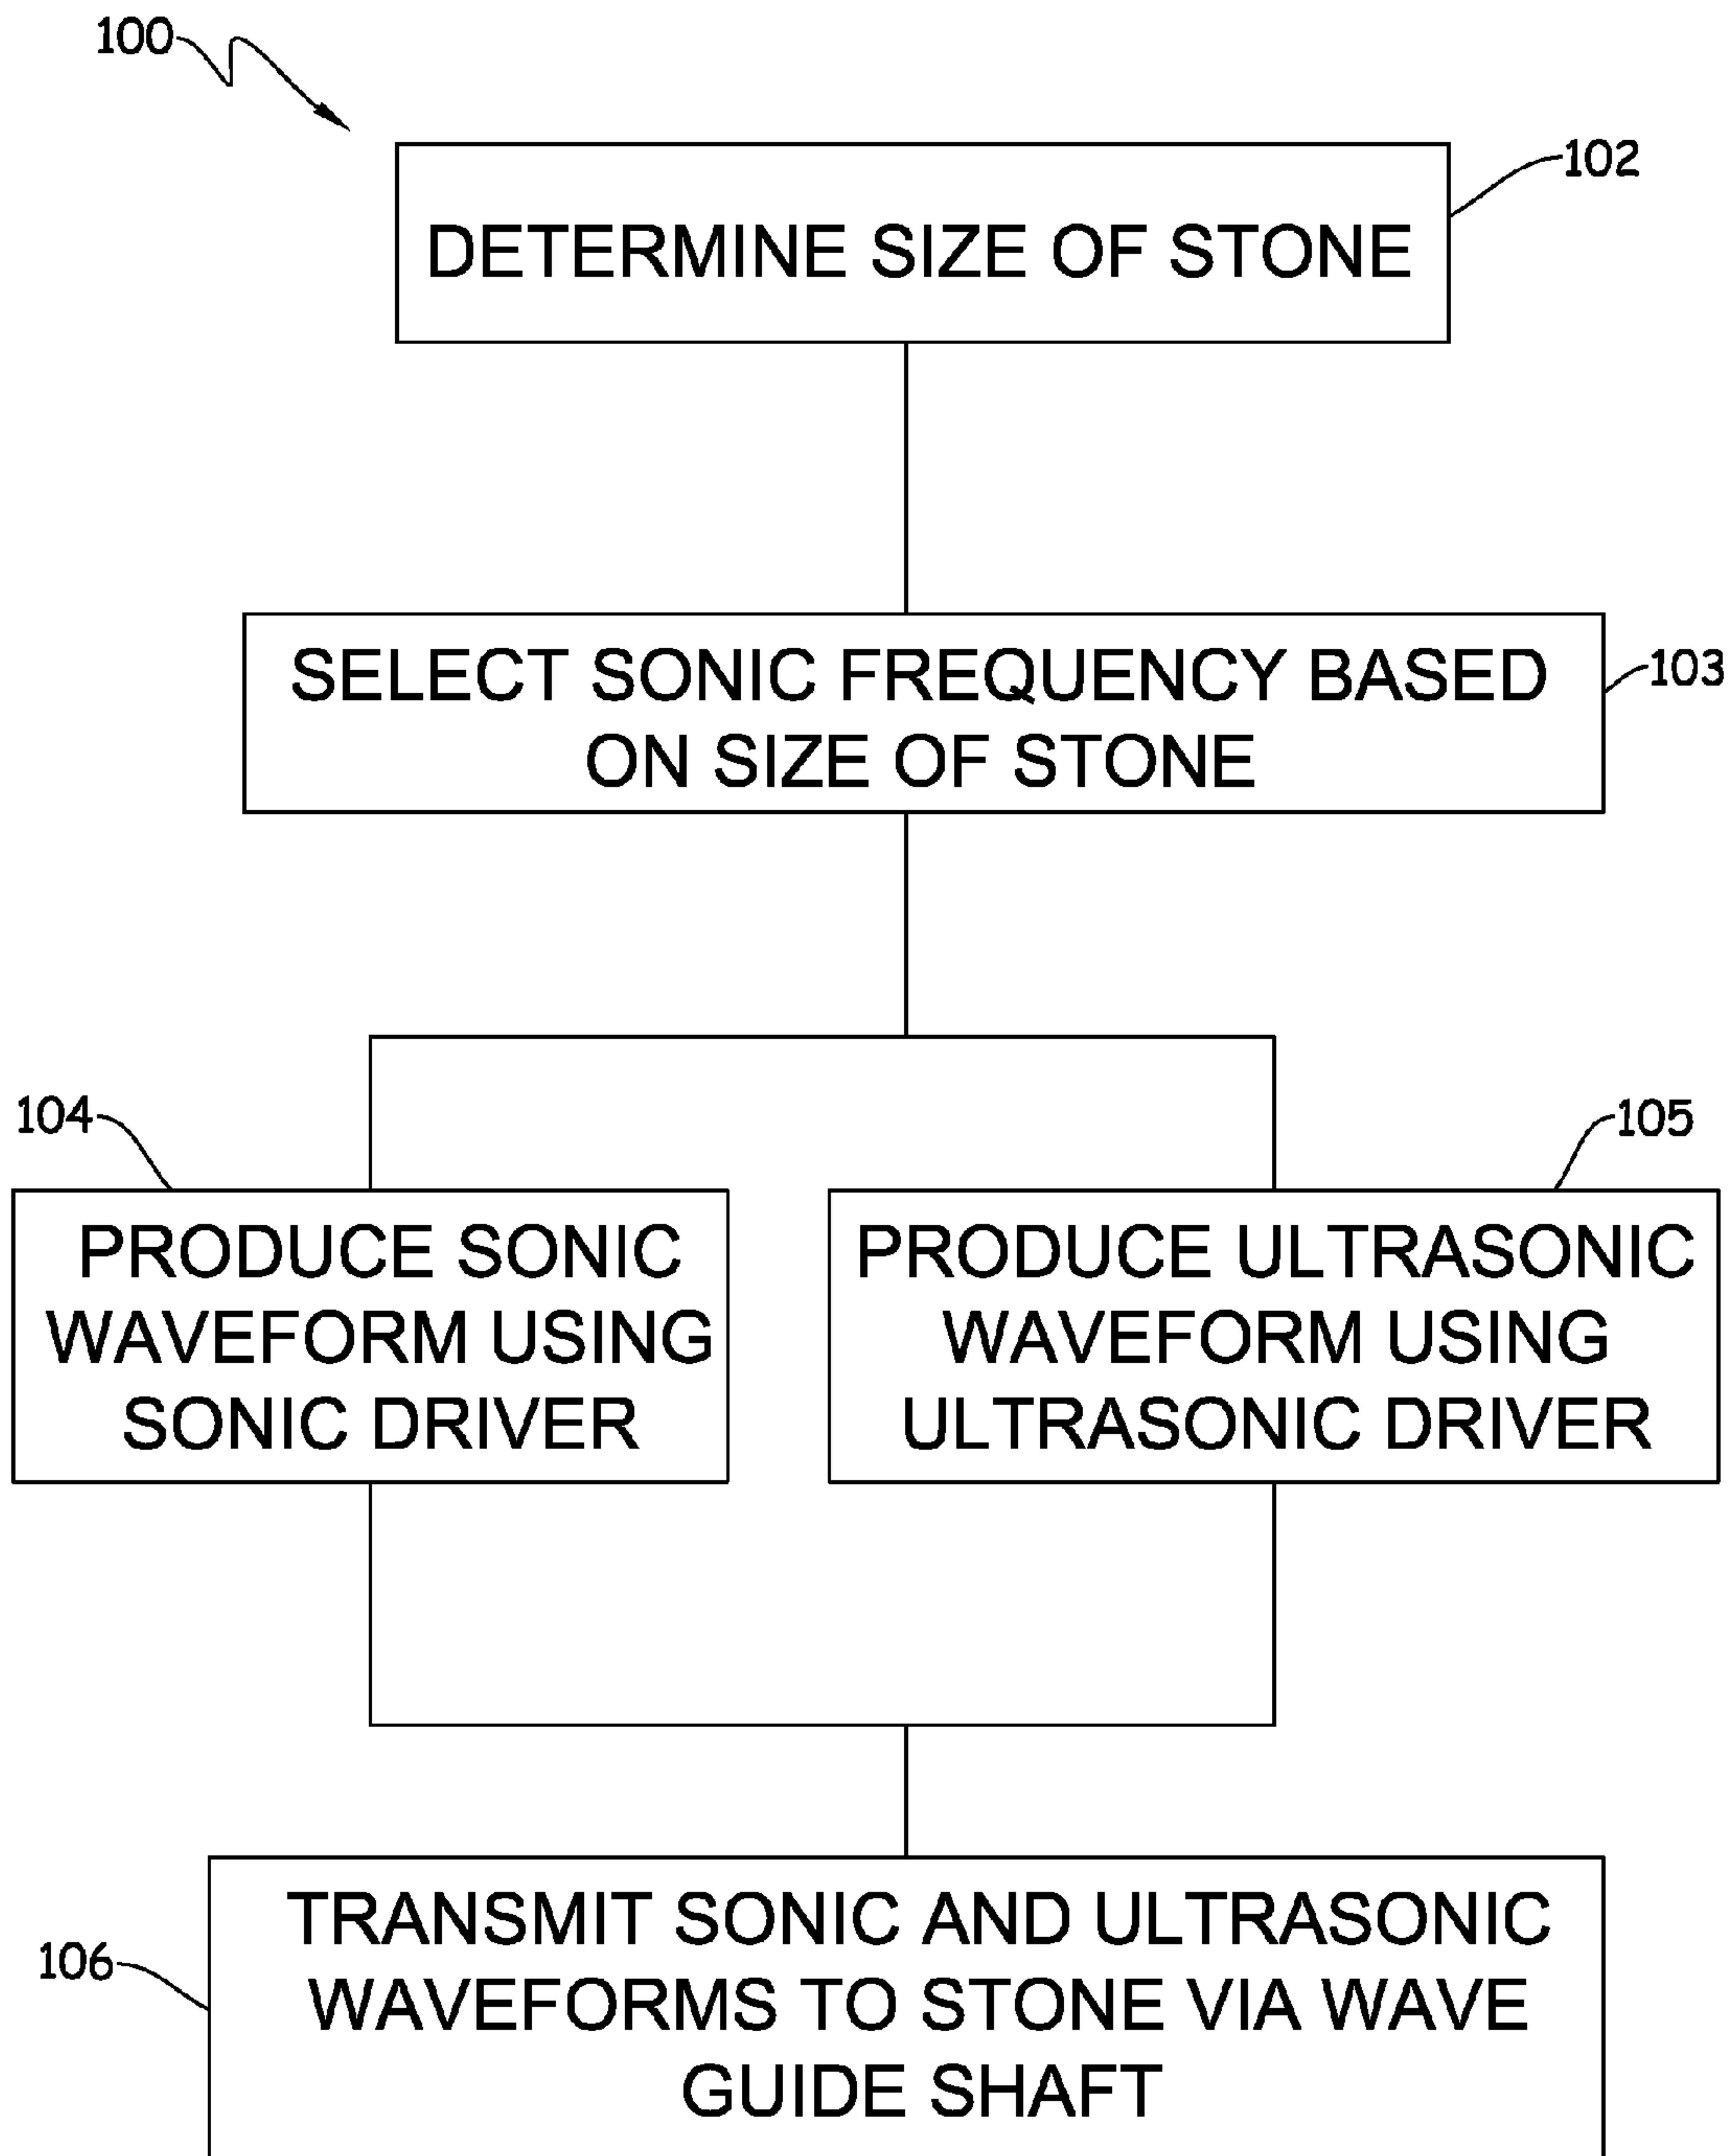 100
102
DETERMINE SIZE OF STONE
103
SELECT SONIC FREQUENCY BASED
ON SIZE OF STONE
104
105
PRODUCE SONIC
WAVEFORM USING
SONIC DRIVER
PRODUCE ULTRASONIC
WAVEFORM USING
ULTRASONIC DRIVER
106
TRANSMIT SONIC AND ULTRASONIC
WAVEFORMS TO STONE VIA WAVE
GUIDE SHAFT